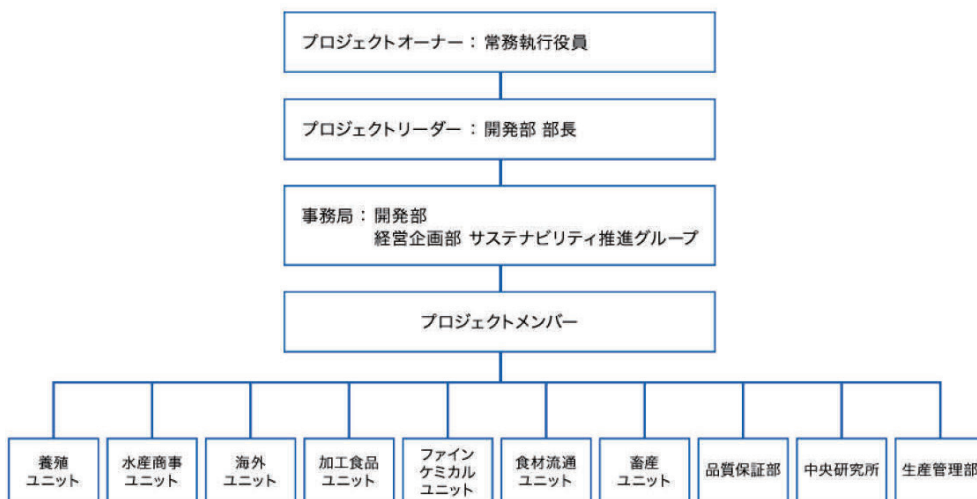 プロジェクトオーナー：常務執行役員
プロジェクトリーダー：開発部 部長
事務局：開発部
経営企画部 サステナビリティ推進グループ
プロジェクトメンバー
養殖
ユニット
水産商事
ユニット
海外
ユニット
加工食品
ユニット
ファイン
ケミカル
ユニット
食材流通
ユニット
畜産
ユニット
品質保証部
中央研究所
生産管理部